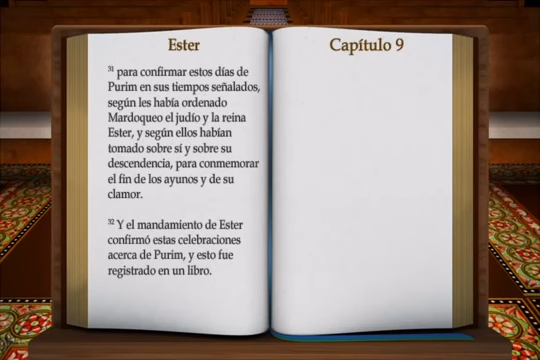 Ester
³¹ para confirmar estos días de
Purim en sus tiempos señalados,
según les había ordenado
Mardoqueo el judío y la reina
Ester, y según ellos habían
tomado sobre sí y sobre su
descendencia, para conmemorar
el fin de los ayunos y de su
clamor.
³² Y el mandamiento de Ester
confirmó estas celebraciones
acerca de Purim, y esto fue
registrado en un libro.
Capítulo 9